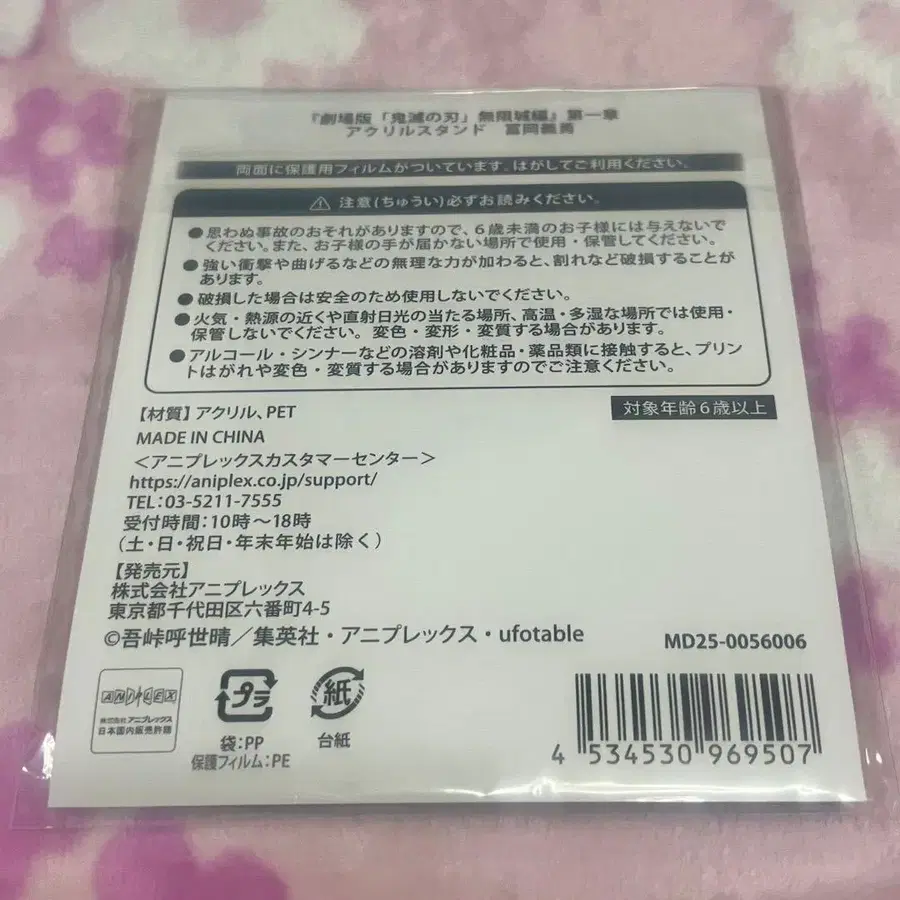 『劇場版「鬼滅の刃」無限城編』第一章
アクリルスタンド 冨岡義勇
両面に保護用フィルムがついています。はがしてご利用ください。
⚠ 注意(ちゅうい)必ずお読みください。
●思わぬ事故のおそれがありますので、6歳未満のお子様には与えないで
ください。また、お子様の手が届かない場所で使用・保管してください。
●強い衝撃や曲げるなどの無理な力が加わると、割れなど破損することが
あります。
●破損した場合は安全のため使用しないでください。
●火気・熱源の近くや直射日光の当たる場所、高温・多湿な場所では使用・
保管しないでください。変色・変形・変質する場合があります。
●アルコール・シンナーなどの溶剤や化粧品・薬品類に接触すると、プリン
トはがれや変色・変質する場合がありますのでご注意ください。
【材質】アクリル、PET
対象年齢6歳以上
MADE IN CHINA
＜アニプレックスカスタマーセンター＞
https://aniplex.co.jp/support/
TEL:03-5211-7555
受付時間:10時～18時
(土・日・祝日・年末年始は除く)
【発売元】
株式会社アニプレックス
東京都千代田区六番町4-5
©吾峠呼世晴／集英社・アニプレックス・ufotable
MD25-0056006
ANIPLEX
株式会社アニプレックス
日本国内販売許諾
プラ
袋:PP
保護フィルム:PE
紙
台紙
4 534530 969507